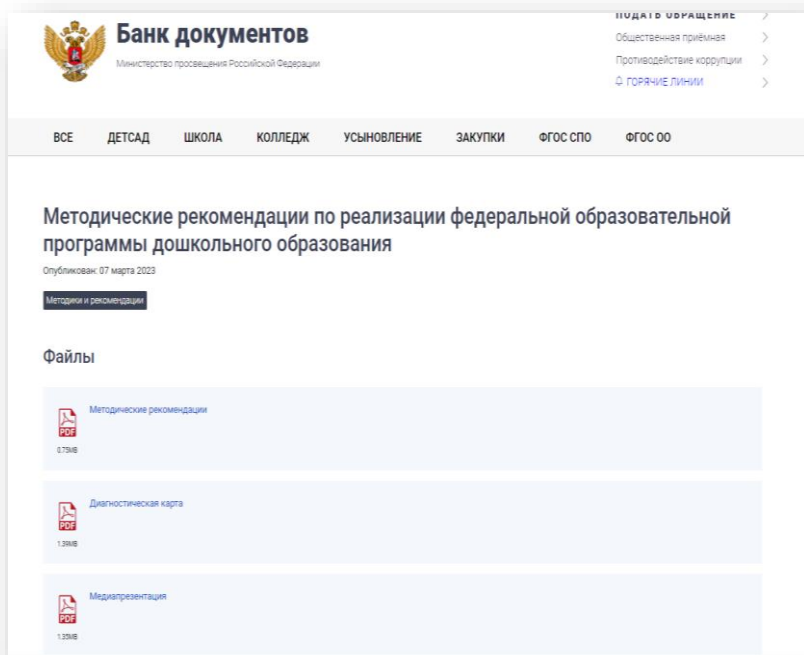 ПОДАТЬ ОБРАЩЕНИЕ
Банк документов
Министерство просвещения Российской Федерации
Общественная приёмная
Противодействие коррупции
ГОРЯЧИЕ ЛИНИИ
ВСЕ ДЕТСАД ШКОЛА КОЛЛЕДЖ УСЫНОВЛЕНИЕ ЗАКУПКИ ФГОС СПО ФГОС ОО
Методические рекомендации по реализации федеральной образовательной
программы дошкольного образования
Опубликован: 07 марта 2023
Методики и рекомендации
Файлы
Методические рекомендации
PDF
0.75MB
Диагностическая карта
PDF
1.39MB
Медиапрезентация
PDF
1.35MB